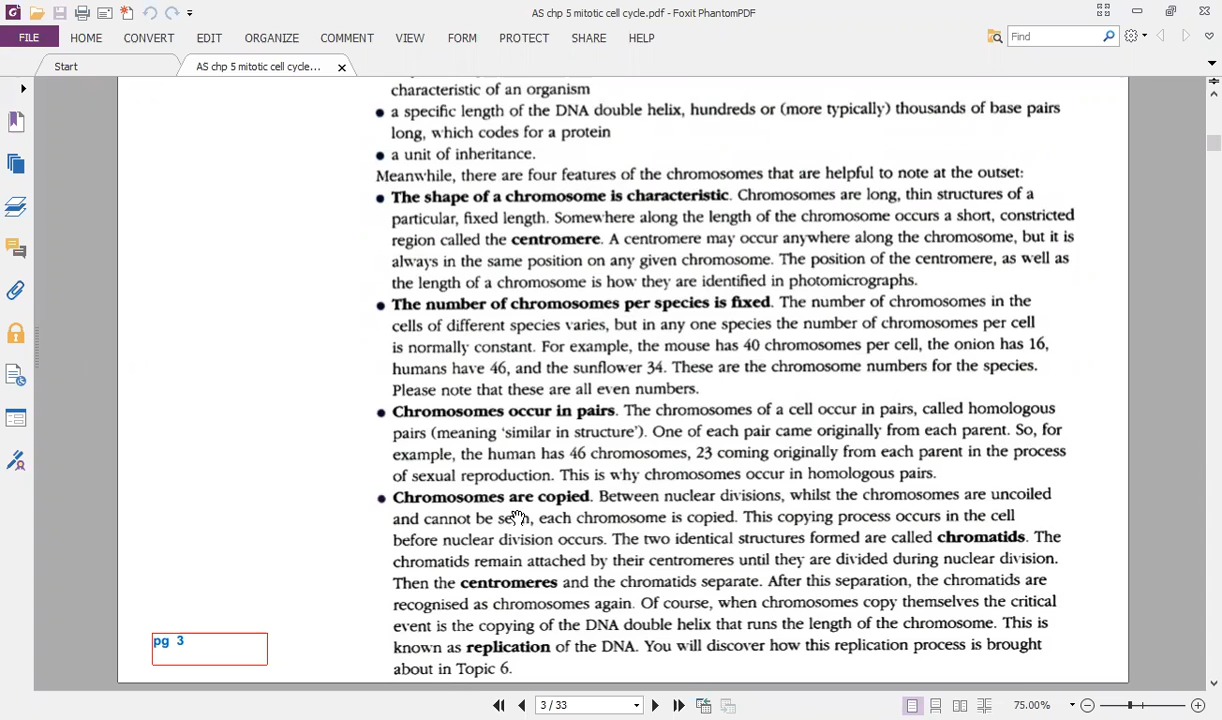 AS chp 5 mitotic cell cycle.pdf - Foxit PhantomPDF
FILE HOME CONVERT EDIT ORGANIZE COMMENT VIEW FORM PROTECT SHARE HELP Find
Start AS chp 5 mitotic cell cycle...
characteristic of an organism
• a specific length of the DNA double helix, hundreds or (more typically) thousands of base pairs
long, which codes for a protein
• a unit of inheritance.
Meanwhile, there are four features of the chromosomes that are helpful to note at the outset:
• The shape of a chromosome is characteristic. Chromosomes are long, thin structures of a
particular, fixed length. Somewhere along the length of the chromosome occurs a short, constricted
region called the centromere. A centromere may occur anywhere along the chromosome, but it is
always in the same position on any given chromosome. The position of the centromere, as well as
the length of a chromosome is how they are identified in photomicrographs.
• The number of chromosomes per species is fixed. The number of chromosomes in the
cells of different species varies, but in any one species the number of chromosomes per cell
is normally constant. For example, the mouse has 40 chromosomes per cell, the onion has 16,
humans have 46, and the sunflower 34. These are the chromosome numbers for the species.
Please note that these are all even numbers.
• Chromosomes occur in pairs. The chromosomes of a cell occur in pairs, called homologous
pairs (meaning ‘similar in structure’). One of each pair came originally from each parent. So, for
example, the human has 46 chromosomes, 23 coming originally from each parent in the process
of sexual reproduction. This is why chromosomes occur in homologous pairs.
• Chromosomes are copied. Between nuclear divisions, whilst the chromosomes are uncoiled
and cannot be seen, each chromosome is copied. This copying process occurs in the cell
before nuclear division occurs. The two identical structures formed are called chromatids. The
chromatids remain attached by their centromeres until they are divided during nuclear division.
Then the centromeres and the chromatids separate. After this separation, the chromatids are
recognised as chromosomes again. Of course, when chromosomes copy themselves the critical
event is the copying of the DNA double helix that runs the length of the chromosome. This is
known as replication of the DNA. You will discover how this replication process is brought
about in Topic 6.
pg 3
3 / 33 75.00%